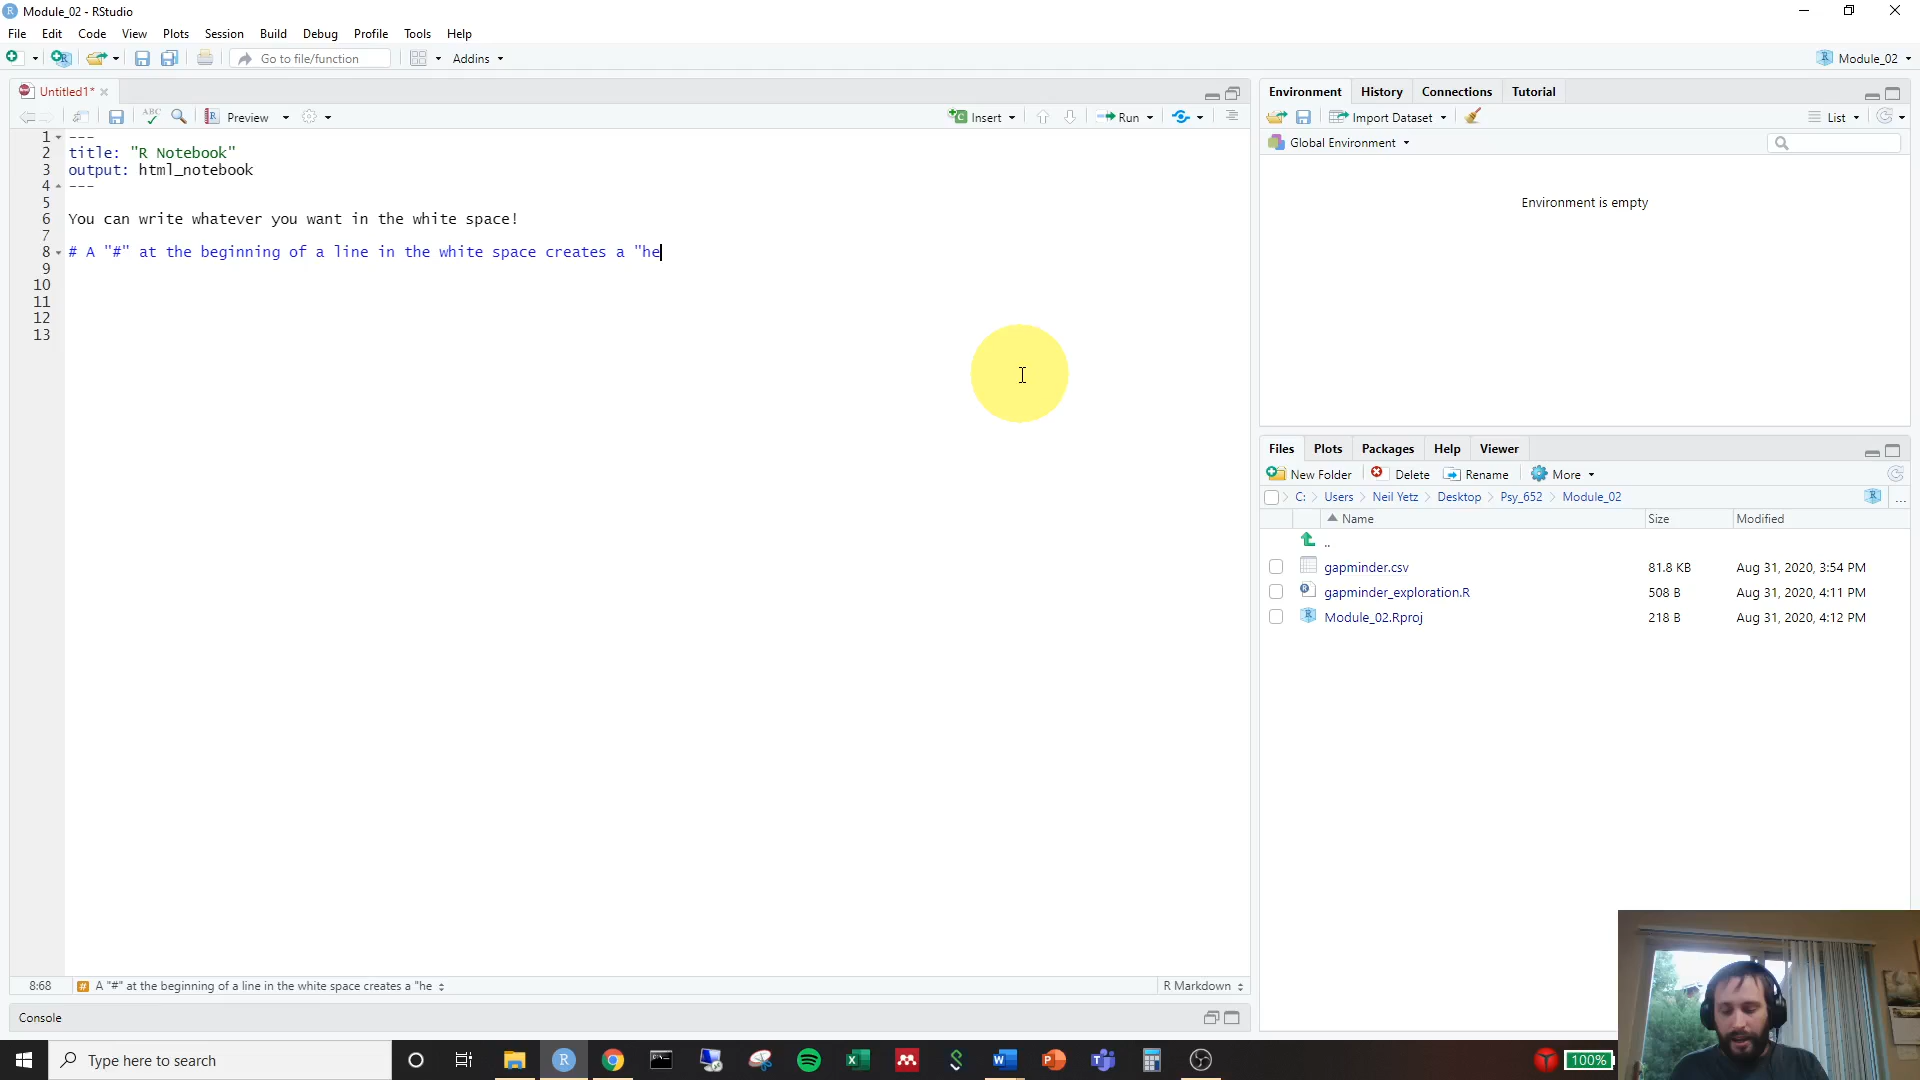 Module_02 - RStudio
File Edit Code View Plots Session Build Debug Profile Tools Help
Go to file/function Addins Module_02
Untitled1*
ABC Preview Insert Run
1 ---
2 title: "R Notebook"
3 output: html_notebook
4 ---
5
6 You can write whatever you want in the white space!
7
8 # A "#" at the beginning of a line in the white space creates a "he
9
10
11
12
13
8:68 # A "#" at the beginning of a line in the white space creates a "he R Markdown
Console
Environment History Connections Tutorial
Import Dataset List
Global Environment
Environment is empty
Files Plots Packages Help Viewer
New Folder Delete Rename More
C: Users Neil Yetz Desktop Psy_652 Module_02 ...
Name Size Modified
..
gapminder.csv 81.8 KB Aug 31, 2020, 3:54 PM
gapminder_exploration.R 508 B Aug 31, 2020, 4:11 PM
Module_02.Rproj 218 B Aug 31, 2020, 4:12 PM
Type here to search
100%